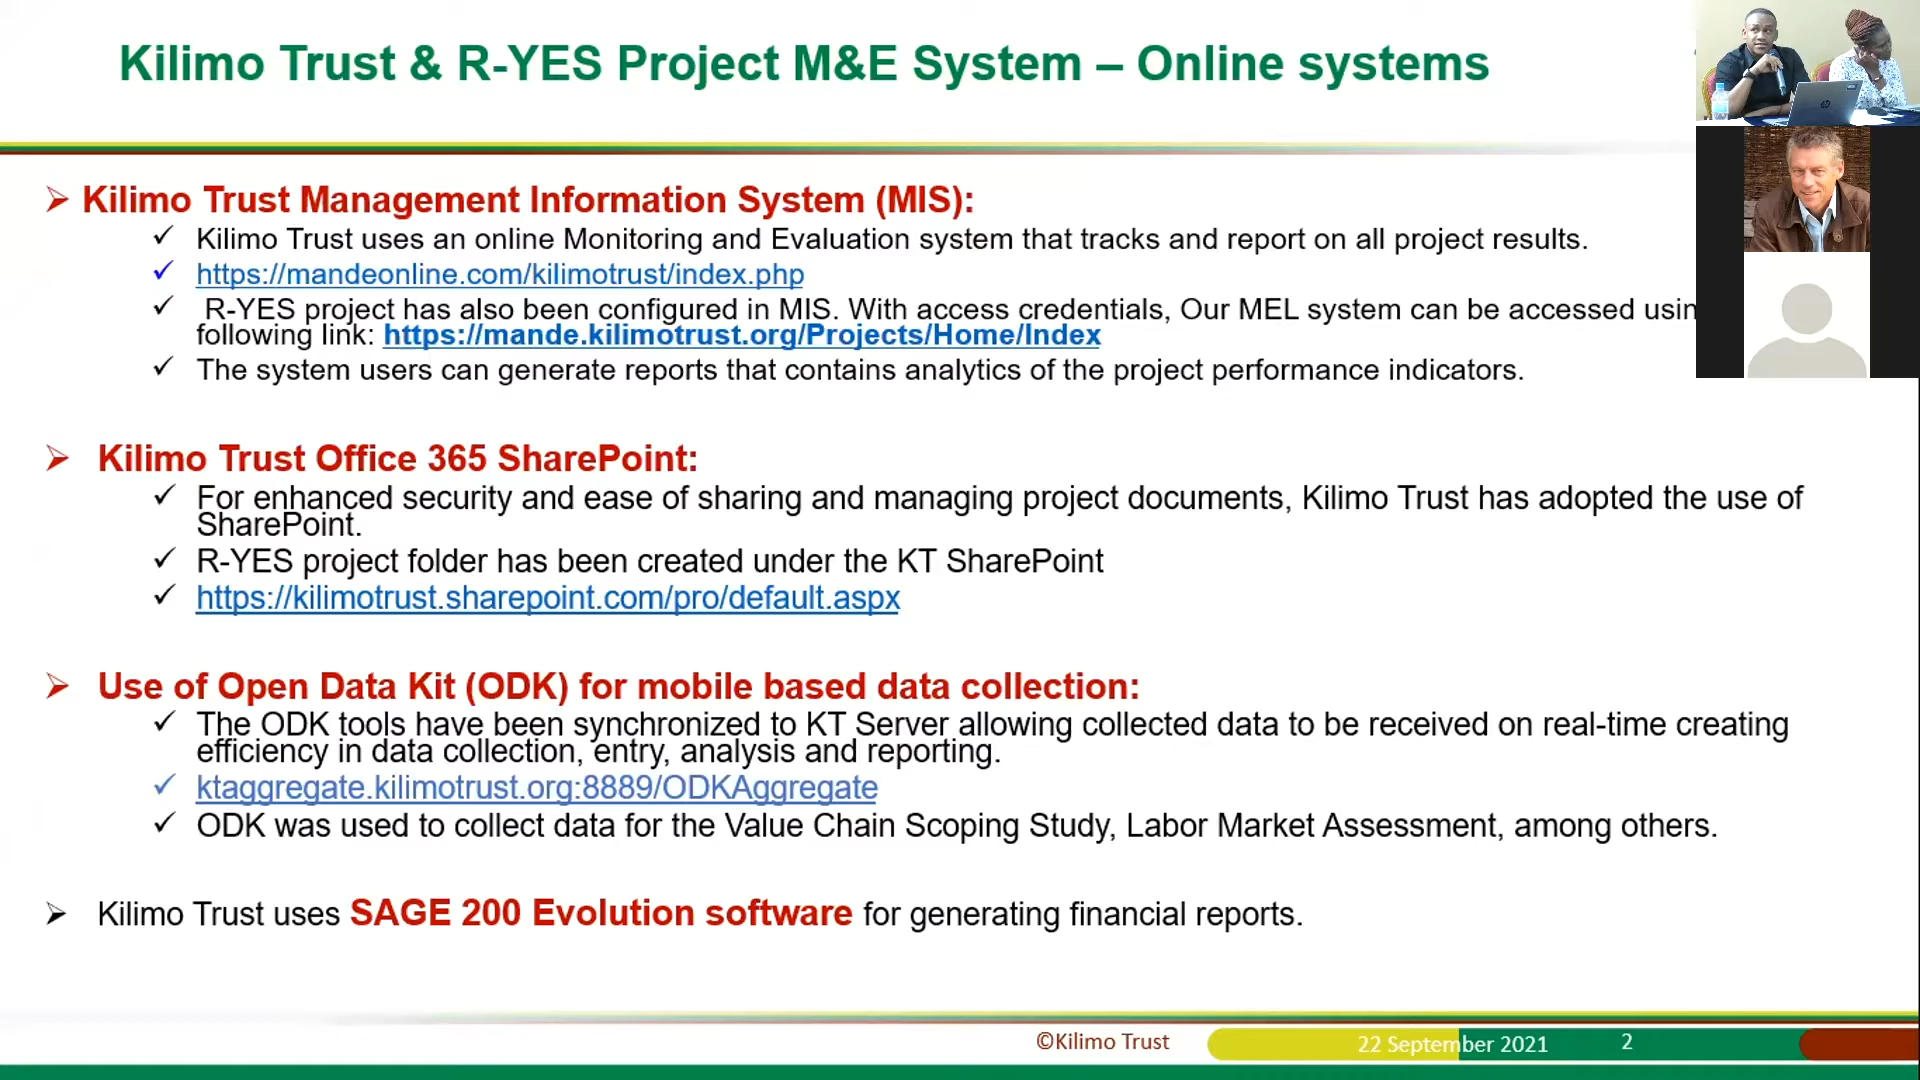 Kilimo Trust & R-YES Project M&E System – Online systems
Kilimo Trust Management Information System (MIS):
Kilimo Trust uses an online Monitoring and Evaluation system that tracks and report on all project results.
https://mandeonline.com/kilimotrust/index.php
R-YES project has also been configured in MIS. With access credentials, Our MEL system can be accessed usin
following link: https://mande.kilimotrust.org/Projects/Home/Index
The system users can generate reports that contains analytics of the project performance indicators.
Kilimo Trust Office 365 SharePoint:
For enhanced security and ease of sharing and managing project documents, Kilimo Trust has adopted the use of
SharePoint.
R-YES project folder has been created under the KT SharePoint
https://kilimotrust.sharepoint.com/pro/default.aspx
Use of Open Data Kit (ODK) for mobile based data collection:
The ODK tools have been synchronized to KT Server allowing collected data to be received on real-time creating
efficiency in data collection, entry, analysis and reporting.
ktaggregate.kilimotrust.org:8889/ODKAggregate
ODK was used to collect data for the Value Chain Scoping Study, Labor Market Assessment, among others.
Kilimo Trust uses SAGE 200 Evolution software for generating financial reports.
©Kilimo Trust
22 September 2021
2